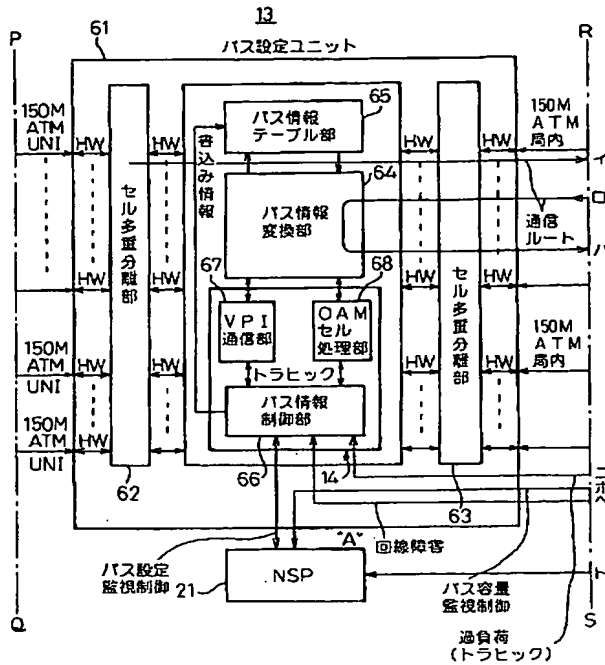 13
P
61
パス設定ユニット
R
150M
ATM
UNI
HW
HW
セル多重分離部
65
パス情報
テーブル部
書込み情報
64
パス情報
変換部
HW
HW
セル多重分離部
150M
ATM
局内
イ
ロ
通信
ルート
ハ
HW
HW
67
68
VPI
通信部
OAM
セル
処理部
トラヒック
パス情報
制御部
150M
ATM
UNI
HW
HW
HW
HW
150M
ATM
局内
150M
ATM
UNI
HW
62
66
14
63
ニ
ホ
ヘ
"A"
回線障害
パス設定
監視制御
21
NSP
パス容量
監視制御
ト
Q
S
過負荷
(トラヒック)